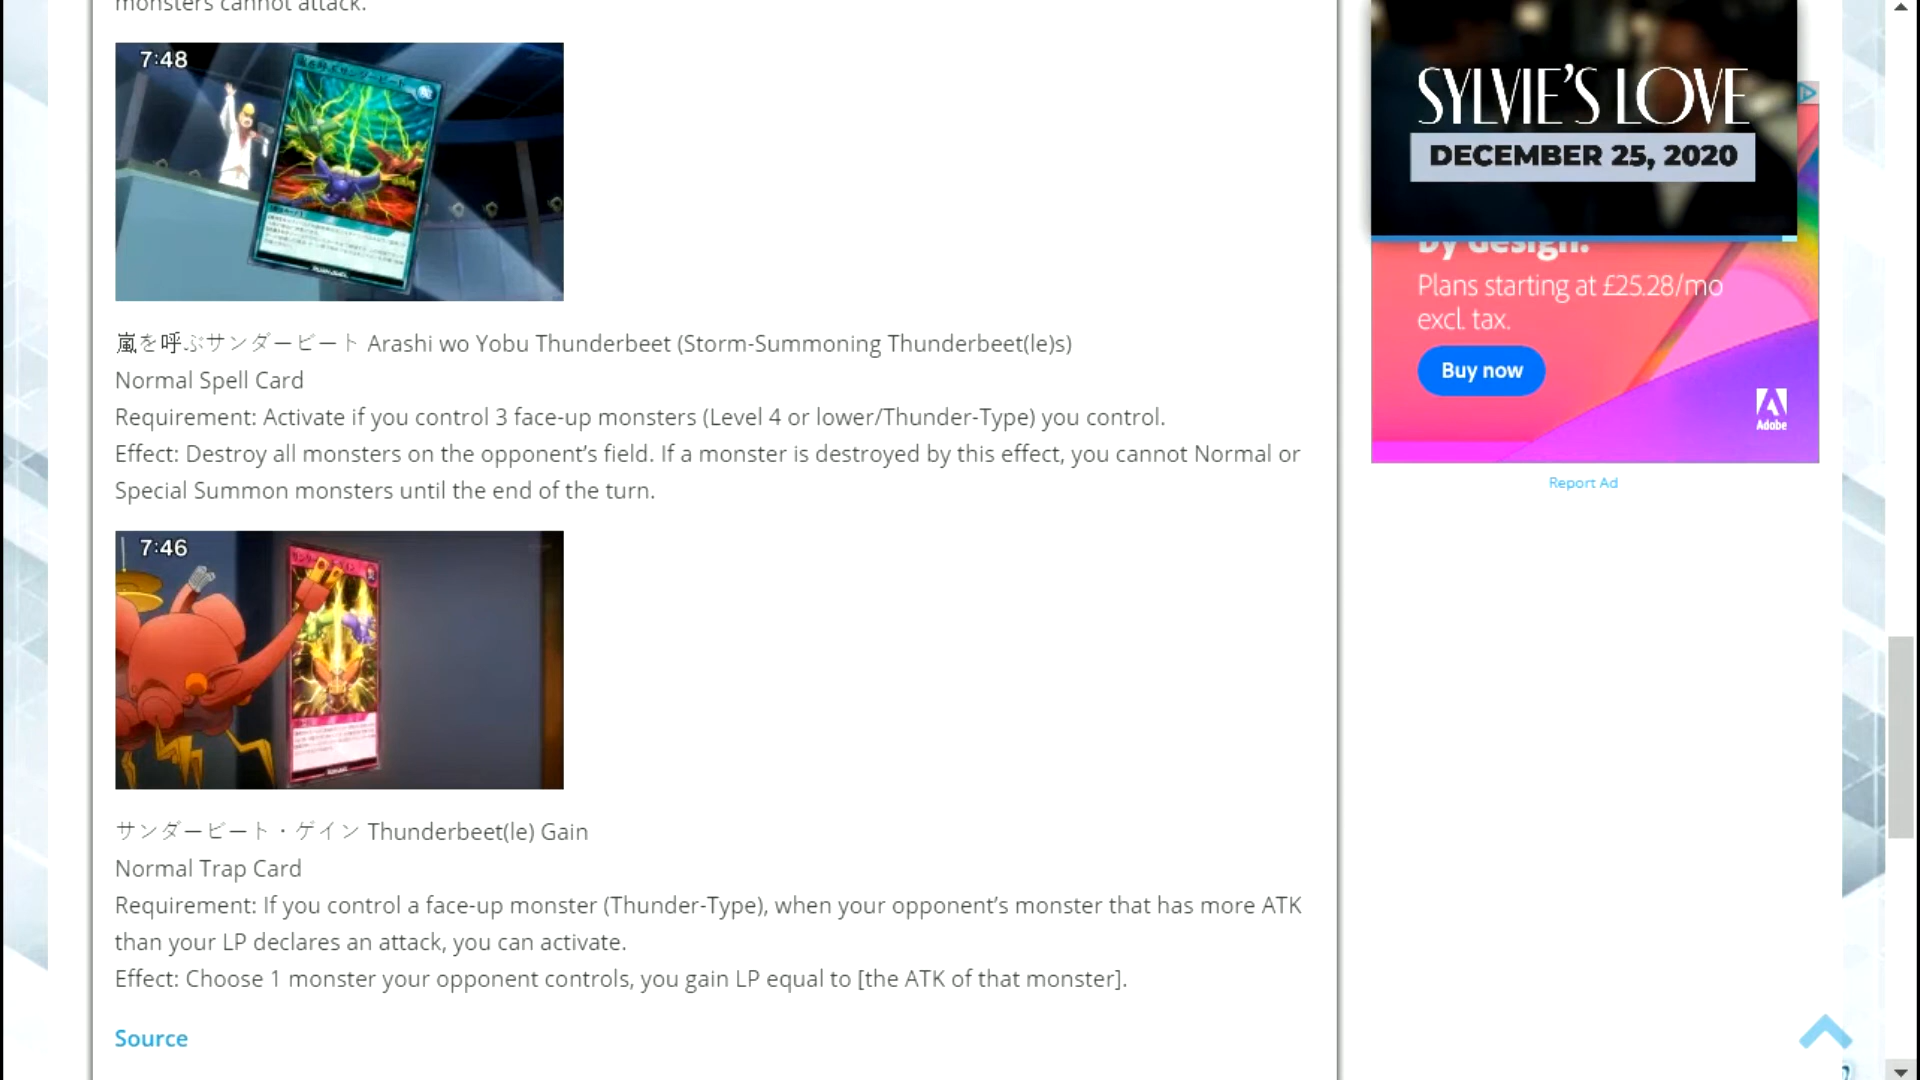 monsters cannot attack.
7:48
嵐を呼ぶサンダービート Arashi wo Yobu Thunderbeet (Storm-Summoning Thunderbeet(le)s)
Normal Spell Card
Requirement: Activate if you control 3 face-up monsters (Level 4 or lower/Thunder-Type) you control.
Effect: Destroy all monsters on the opponent’s field. If a monster is destroyed by this effect, you cannot Normal or
Special Summon monsters until the end of the turn.
7:46
サンダービート・ゲイン Thunderbeet(le) Gain
Normal Trap Card
Requirement: If you control a face-up monster (Thunder-Type), when your opponent’s monster that has more ATK
than your LP declares an attack, you can activate.
Effect: Choose 1 monster your opponent controls, you gain LP equal to [the ATK of that monster].
Source
SYLVIE'S LOVE
DECEMBER 25, 2020
by design.
Plans starting at £25.28/mo
excl. tax.
Buy now
Adobe
Report Ad